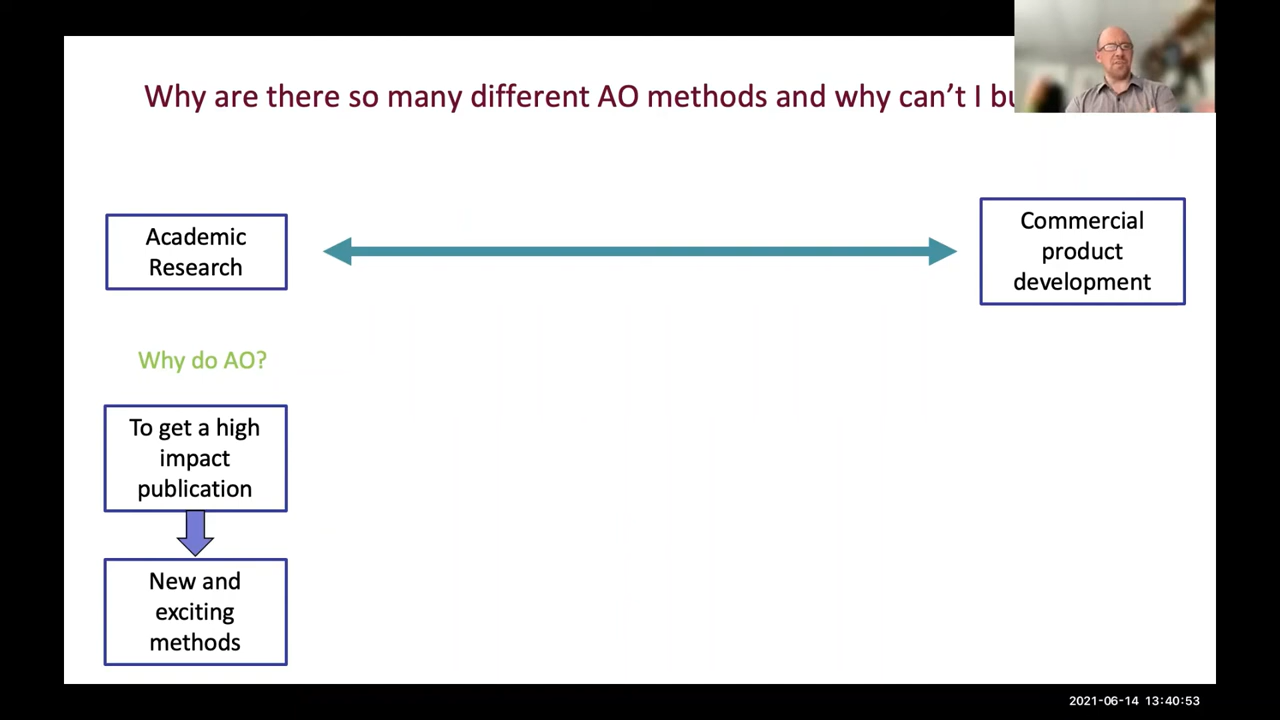 Why are there so many different AO methods and why can't I
Academic
Research
Commercial
product
development
Why do AO?
To get a high
impact
publication
New and
exciting
methods
2021-06-14 13:40:53